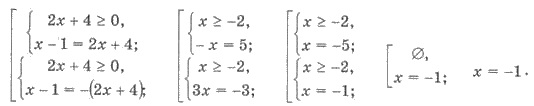 2x + 4 ≥ 0,
x − 1 = 2x + 4;
2x + 4 ≥ 0,
x − 1 = −(2x + 4);
x ≥ −2,
− x = 5;
x ≥ −2,
3x = −3;
x ≥ −2,
x = −5;
x ≥ −2,
x = −1;
∅,
x = −1;
x = −1.